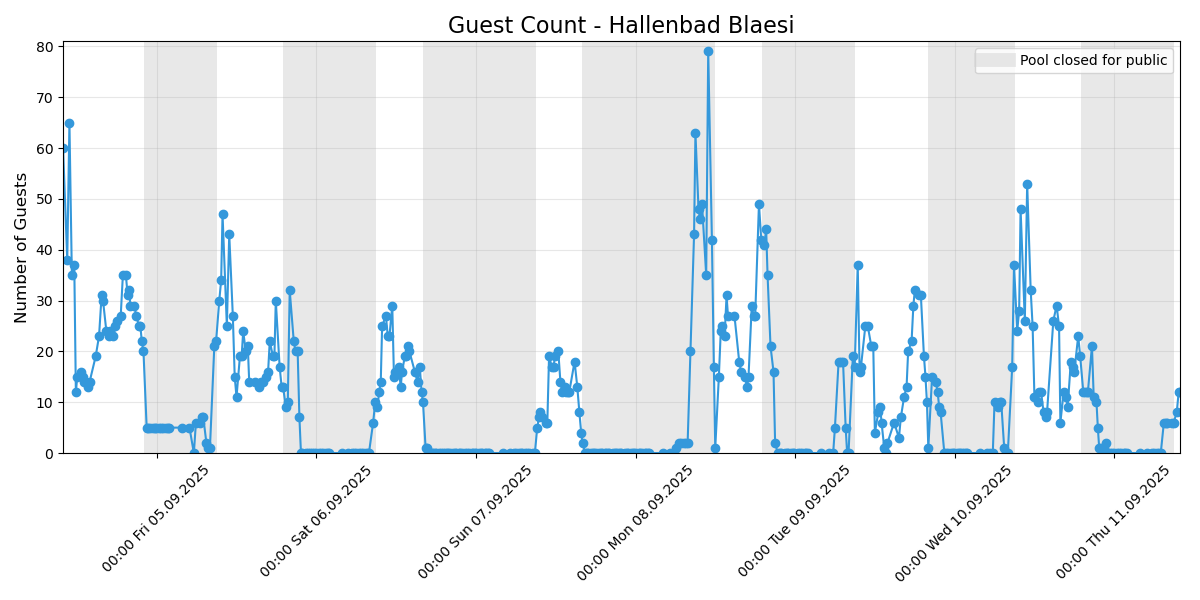 Guest Count - Hallenbad Blaesi
Pool closed for public
Number of Guests
80
70
60
50
40
30
20
10
0
00:00 Fri 05.09.2025
00:00 Sat 06.09.2025
00:00 Sun 07.09.2025
00:00 Mon 08.09.2025
00:00 Tue 09.09.2025
00:00 Wed 10.09.2025
00:00 Thu 11.09.2025